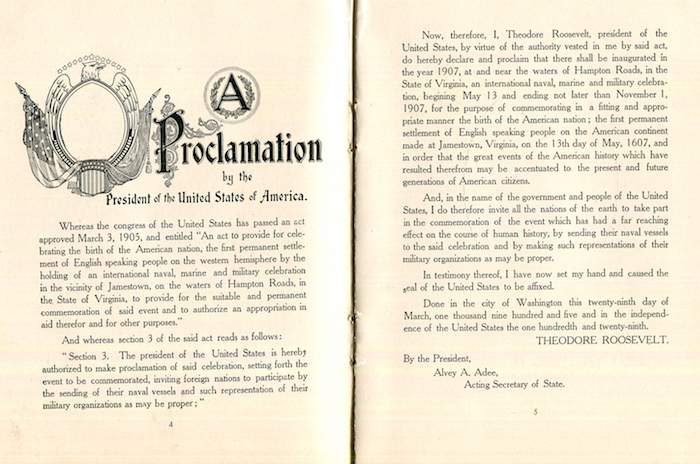 A
Proclamation
by the
President of the United States of America.
Whereas the congress of the United States has passed an act
approved March 3, 1905, and entitled "An act to provide for cele-
brating the birth of the American nation, the first permanent settle-
ment of English speaking people on the western hemisphere by the
holding of an international naval, marine and military celebration
in the vicinity of Jamestown, on the waters of Hampton Roads, in
the State of Virginia, to provide for the suitable and permanent
commemoration of said event and to authorize an appropriation in
aid therefor and for other purposes."
And whereas section 3 of the said act reads as follows:
"Section 3. The president of the United States is hereby
authorized to make proclamation of said celebration, setting forth the
event to be commemorated, inviting foreign nations to participate by
the sending of their naval vessels and such representation of their
military organizations as may be proper;"
4
Now, therefore, I, Theodore Roosevelt, president of the
United States, by virtue of the authority vested in me by said act,
do hereby declare and proclaim that there shall be inaugurated in
the year 1907, at and near the waters of Hampton Roads, in the
State of Virginia, an international naval, marine and military celebra-
tion, begining May 13 and ending not later than November 1,
1907, for the purpose of commemorating in a fitting and appro-
priate manner the birth of the American nation; the first permanent
settlement of English speaking people on the American continent
made at Jamestown, Virginia, on the 13th day of May, 1607, and
in order that the great events of the American history which have
resulted therefrom may be accentuated to the present and future
generations of American citizens.
And, in the name of the government and people of the United
States, I do therefore invite all the nations of the earth to take part
in the commemoration of the event which has had a far reaching
effect on the course of human history, by sending their naval vessels
to the said celebration and by making such representations of their
military organizations as may be proper.
In testimony thereof, I have now set my hand and caused the
seal of the United States to be affixed.
Done in the city of Washington this twenty-ninth day of
March, one thousand nine hundred and five and in the independ-
ence of the United States the one hundredth and twenty-ninth.
THEODORE ROOSEVELT.
By the President,
Alvey A. Adee,
Acting Secretary of State.
5